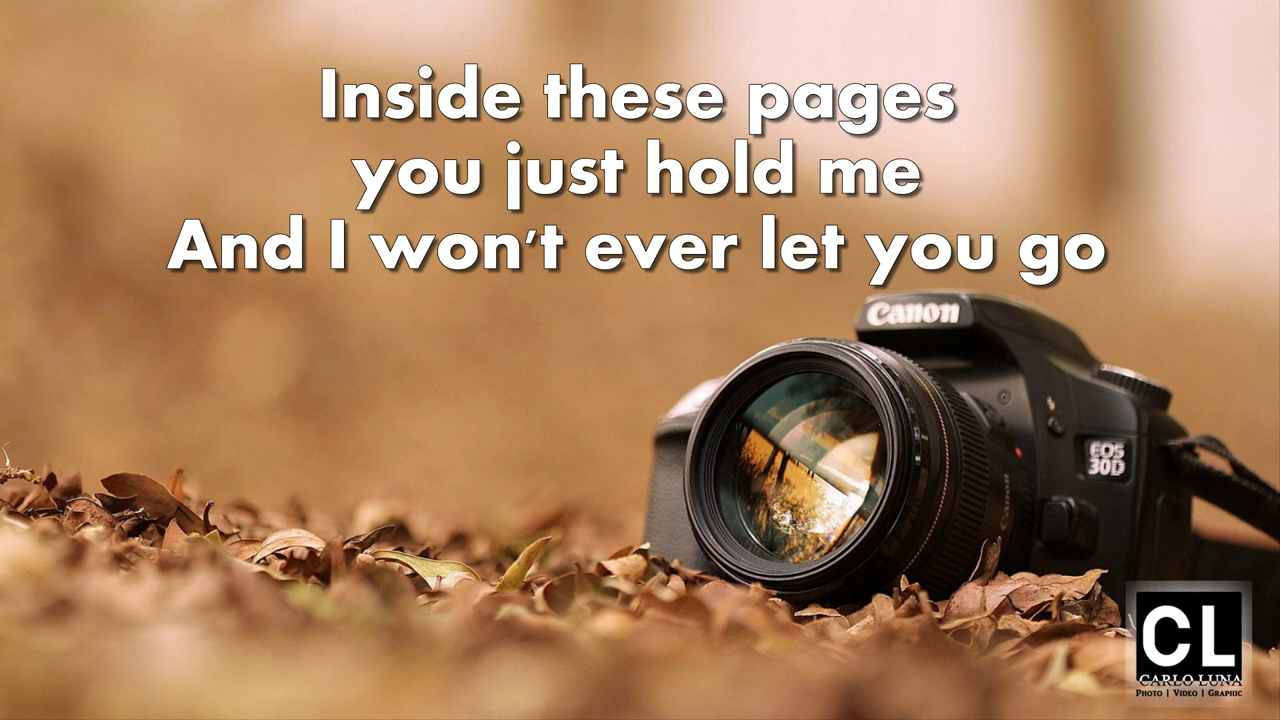 Inside these pages
you just hold me
And I won't ever let you go
Canon
EOS
30D
Canon
CL
CARLO LUNA
PHOTO | VIDEO | GRAPHIC